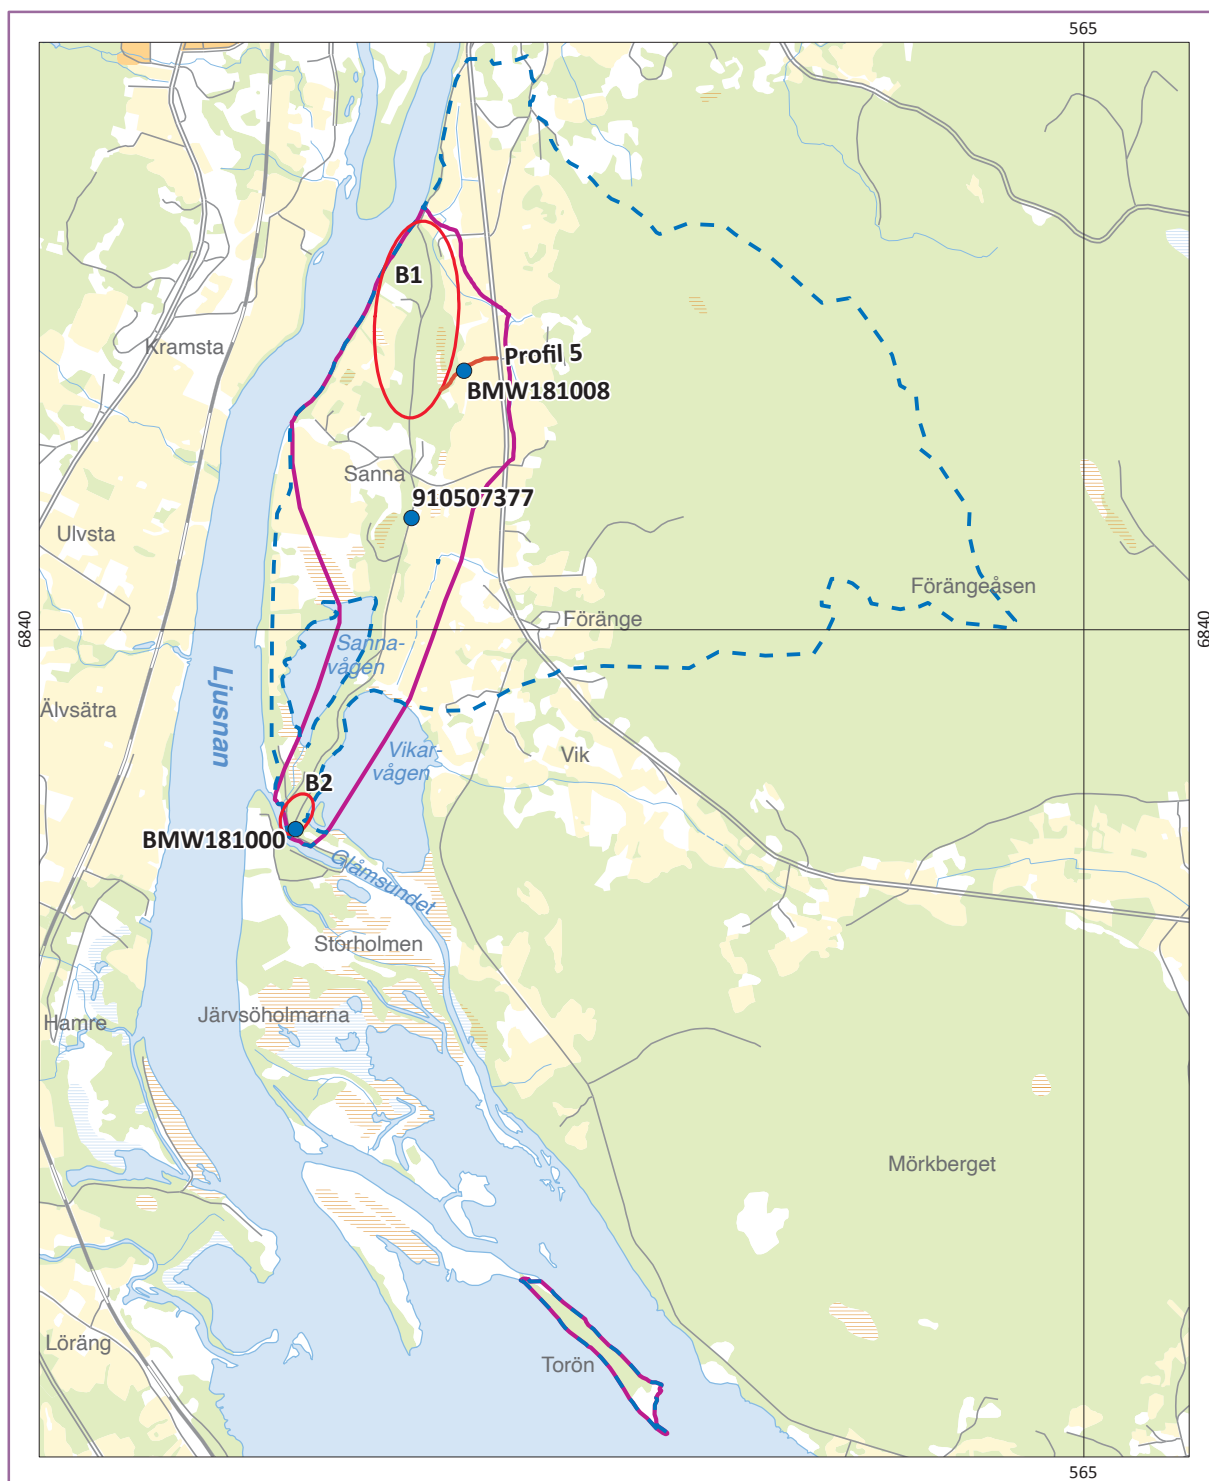 565
B1
Kramsta
Profil 5
BMW181008
Sanna
910507377
Ulvsta
Förängeåsen
Föränge
6840
6840
Sanna-
vågen
Ljusnan
Älvsätra
Vikar-
vågen
Vik
B2
BMW181000
Glåmsundet
Storholmen
Järvsöholmarna
Hamre
Mörkberget
Löräng
Torön
565